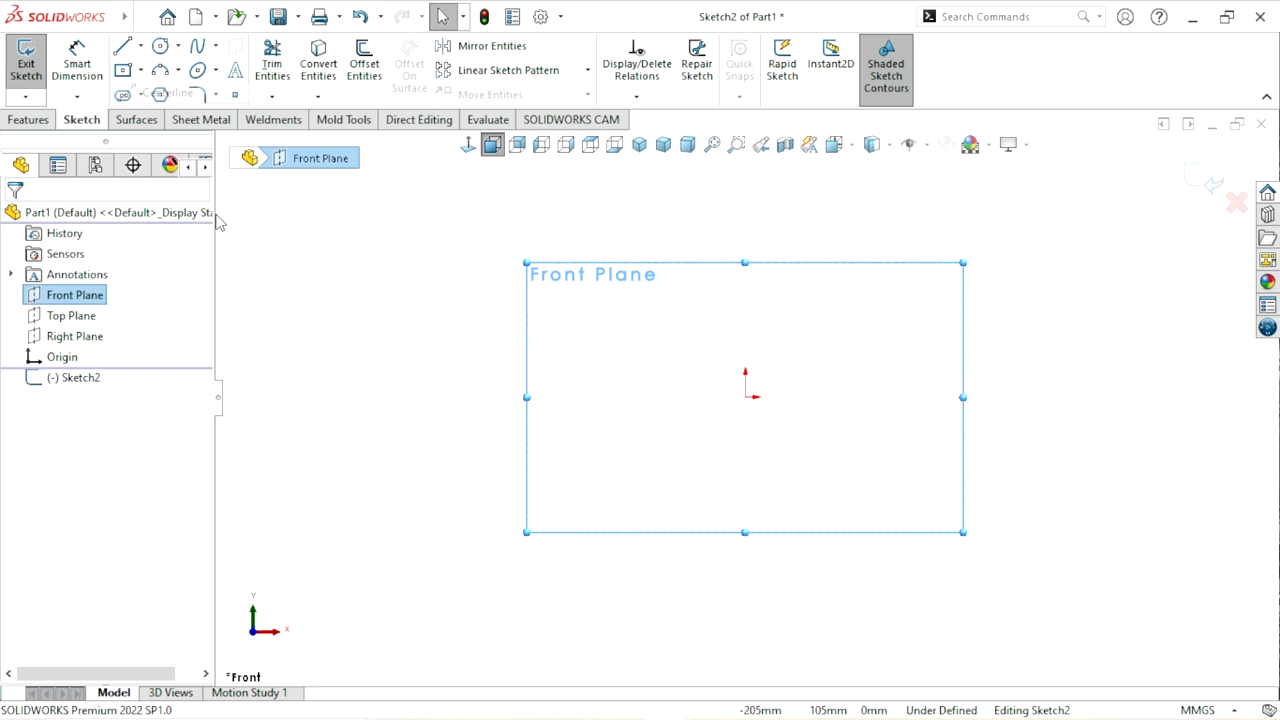 SOLIDWORKS
Sketch2 of Part1 *
Search Commands
Exit Sketch
Smart Dimension
Centerline
Trim Entities
Convert Entities
Offset Entities
Offset On Surface
Mirror Entities
Linear Sketch Pattern
Move Entities
Display/Delete Relations
Repair Sketch
Quick Snaps
Rapid Sketch
Instant2D
Shaded Sketch Contours
Features
Sketch
Surfaces
Sheet Metal
Weldments
Mold Tools
Direct Editing
Evaluate
SOLIDWORKS CAM
Front Plane
Part1 (Default) <<Default>_Display Sta
History
Sensors
Annotations
Front Plane
Top Plane
Right Plane
Origin
(-) Sketch2
Front Plane
Y
X
*Front
Model
3D Views
Motion Study 1
SOLIDWORKS Premium 2022 SP1.0
-205mm
105mm
0mm
Under Defined
Editing Sketch2
MMGS